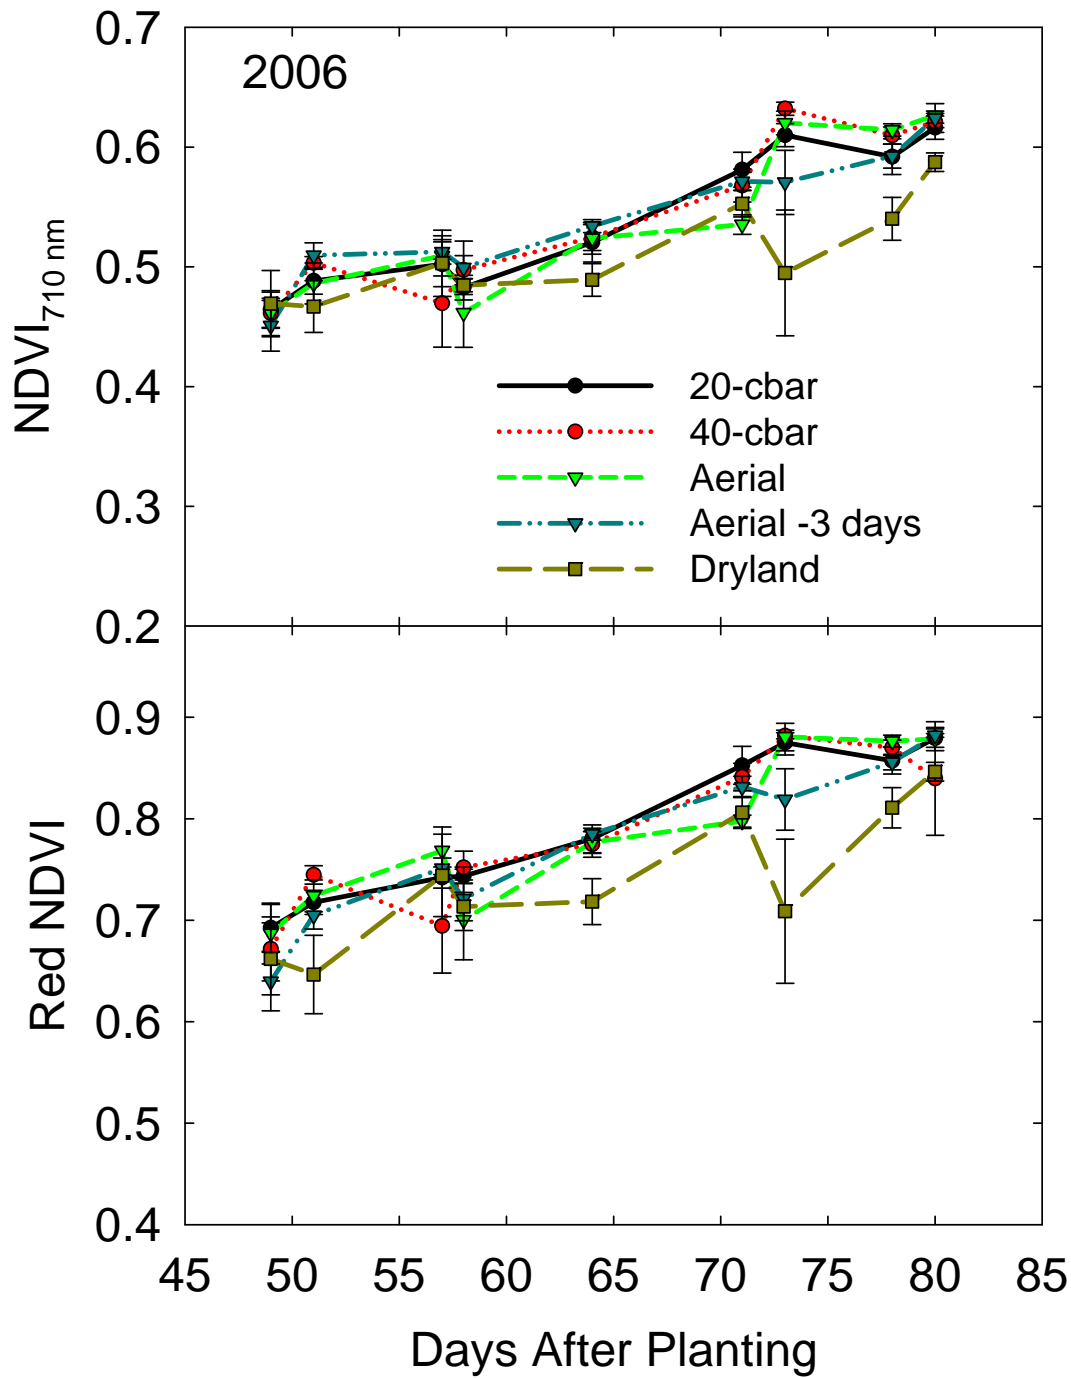 0.7
2006
0.6
0.5
0.4
0.3
0.2
NDVI710 nm
20-cbar
40-cbar
Aerial
Aerial -3 days
Dryland
0.9
0.8
0.7
0.6
0.5
0.4
Red NDVI
45 50 55 60 65 70 75 80 85
Days After Planting